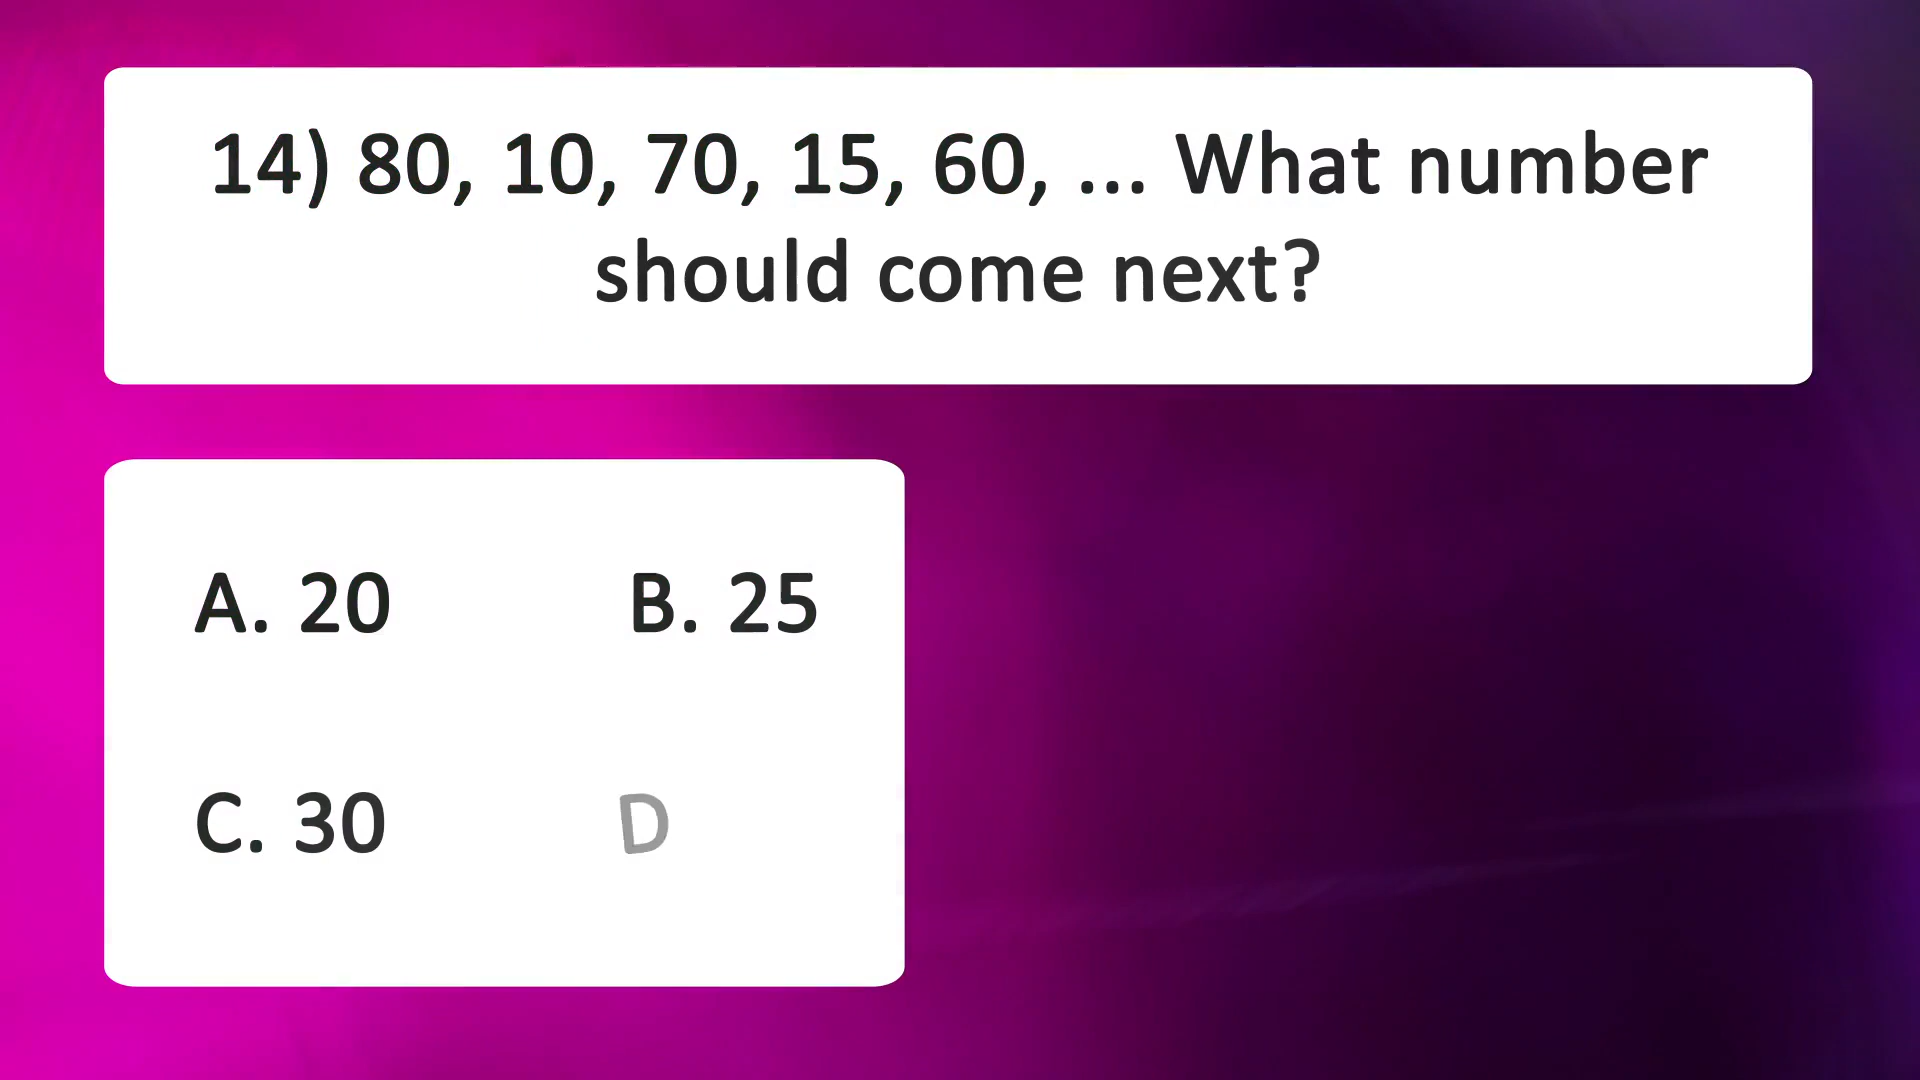 14) 80, 10, 70, 15, 60, ... What number
should come next?
A. 20 B. 25
C. 30 D